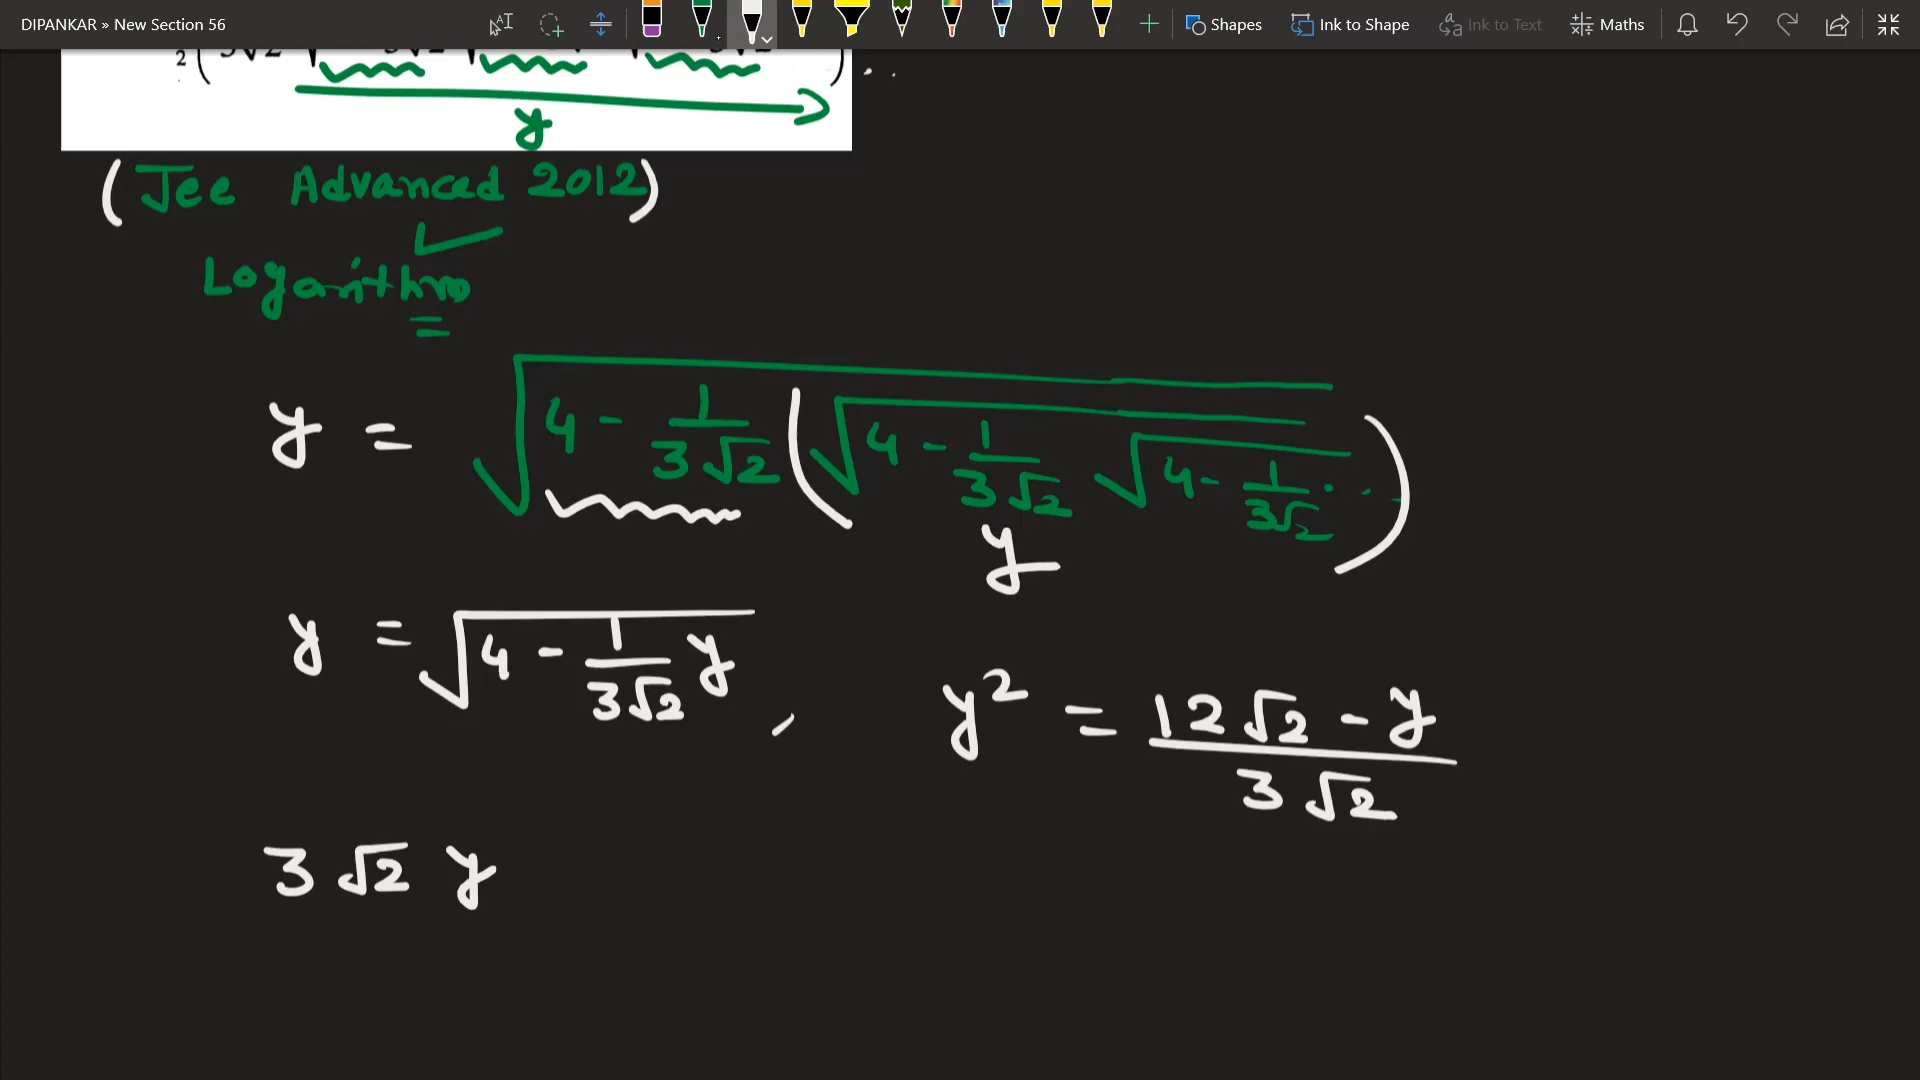 DIPANKAR » New Section 56
Shapes Ink to Shape Ink to Text Maths
y
(Jee Advanced 2012)
Logarithm
y = √(4 - 1/(3√2) (√(4 - 1/(3√2) √(4 - 1/(3√2) ...))))
y
y = √(4 - 1/(3√2) y) , y² = (12√2 - y)/(3√2)
3√2 y